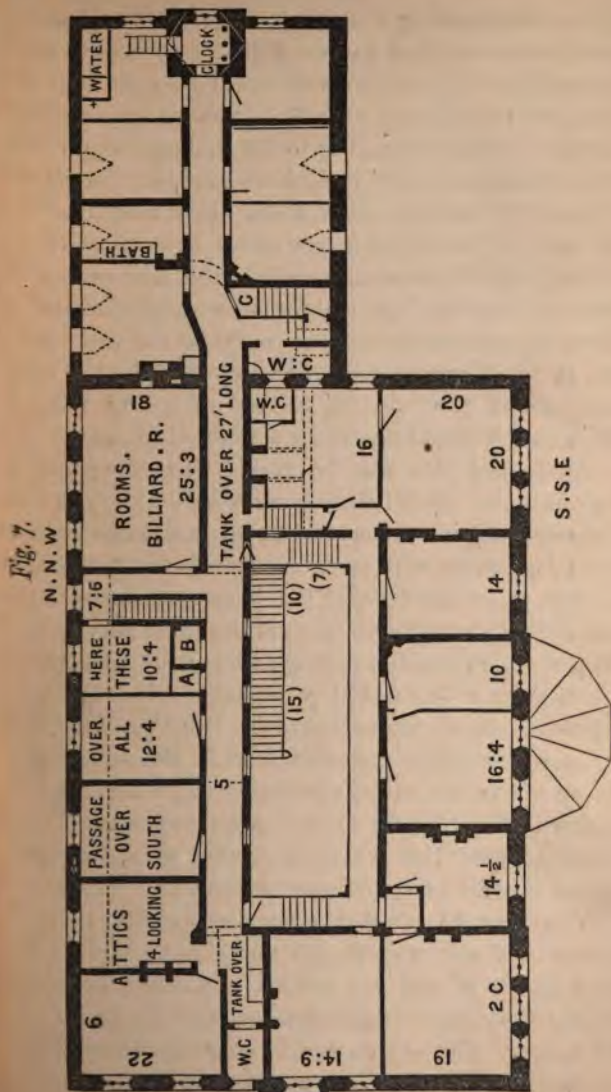 Fig. 7.
N. N. W
WATER
+
CLOCK
BATH
C
W:C
W.C
18
ROOMS.
BILLIARD . R.
25:3
TANK OVER 27' LONG
16
20
20
S. S. E
7:6
HERE
THESE
10:4
A
B
(7)
(10)
(15)
14
10
16:4
OVER
ALL
12:4
5
PASSAGE
OVER
SOUTH
ATTICS
4 LOOKING
14 ½
6
22
TANK OVER
W.C
14:9
19
2 C